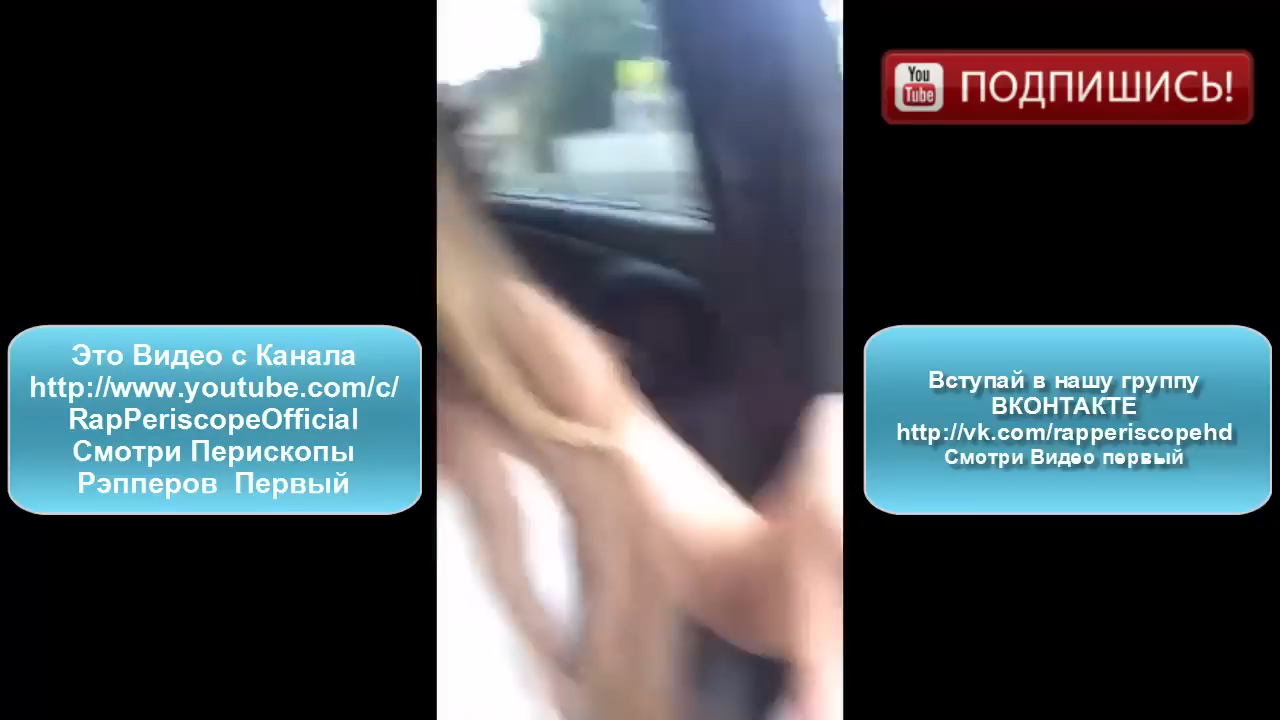 You
Tube
ПОДПИШИСЬ!
Это Видео с Канала
http://www.youtube.com/c/
RapPeriscopeOfficial
Смотри Перископы
Рэпперов Первый
Вступай в нашу группу
ВКОНТАКТЕ
http://vk.com/rapperiscopehd
Смотри Видео первый